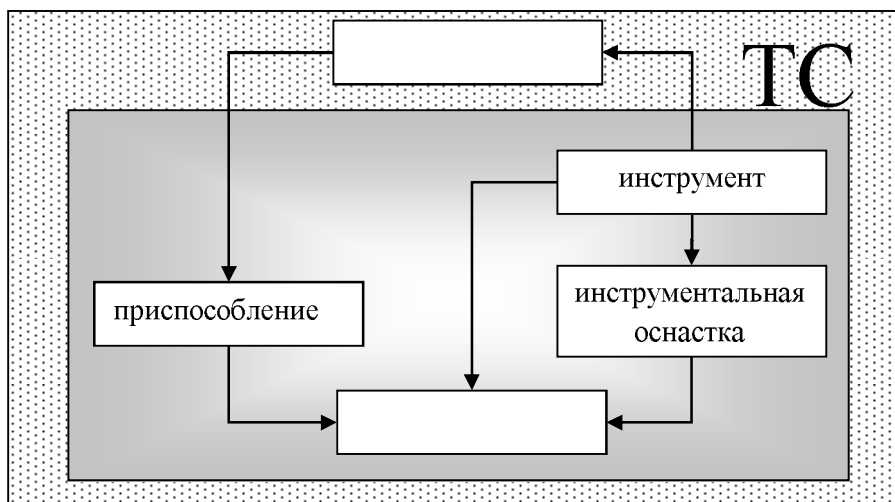 ТС
инструмент
инструментальная
оснастка
приспособление